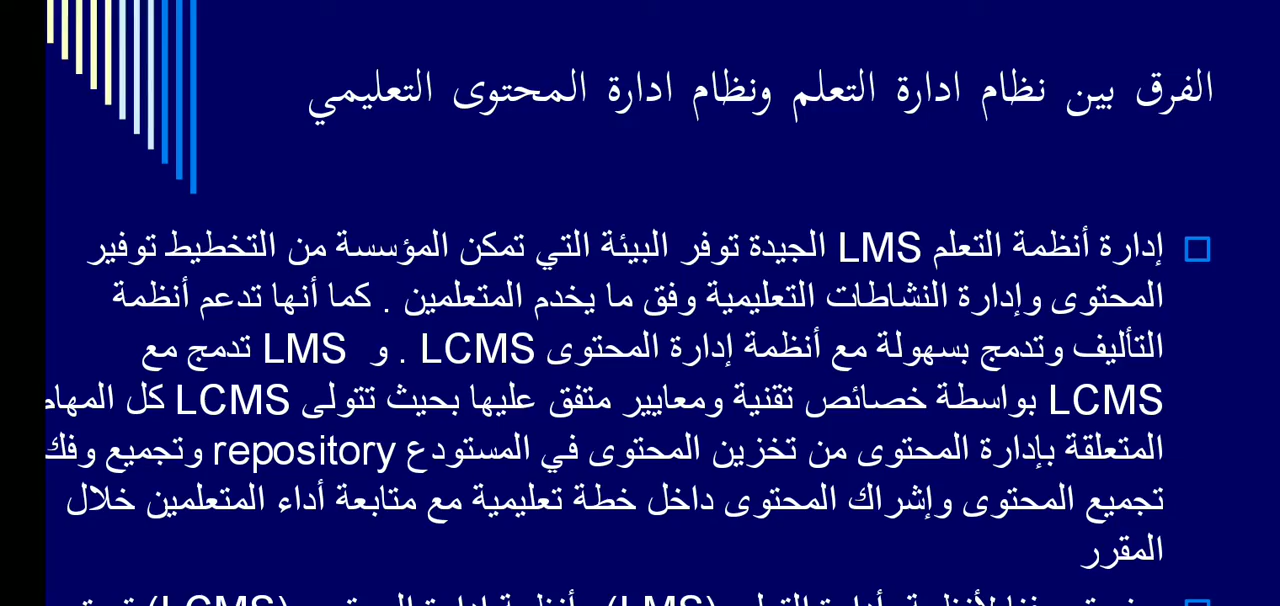 الفرق بين نظام ادارة التعلم ونظام ادارة المحتوى التعليمي
إدارة أنظمة التعلم LMS الجيدة توفر البيئة التي تمكن المؤسسة من التخطيط توفير
المحتوى وإدارة النشاطات التعليمية وفق ما يخدم المتعلمين . كما أنها تدعم أنظمة
التأليف وتدمج بسهولة مع أنظمة إدارة المحتوى LCMS . و LMS تدمج مع
LCMS بواسطة خصائص تقنية ومعايير متفق عليها بحيث تتولى LCMS كل المهام
المتعلقة بإدارة المحتوى من تخزين المحتوى في المستودع repository وتجميع وفك
تجميع المحتوى وإشراك المحتوى داخل خطة تعليمية مع متابعة أداء المتعلمين خلال
المقرر
(LMS) (LCMS)